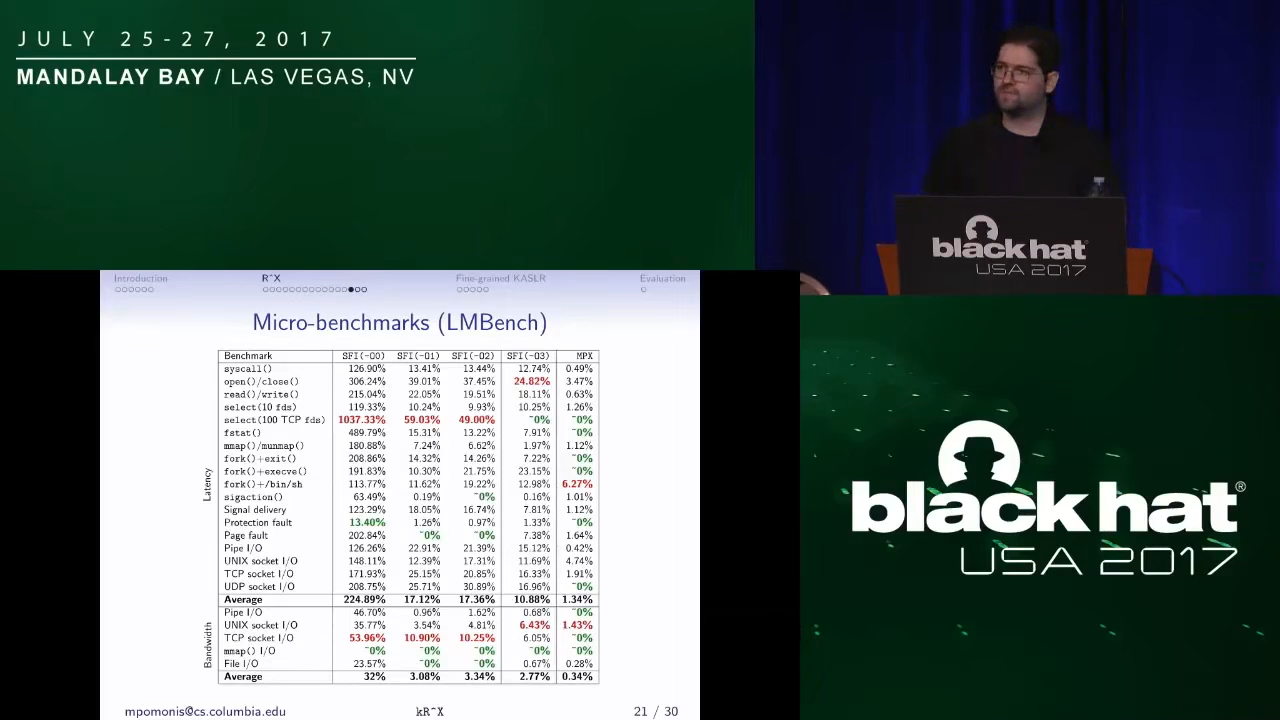 JULY 25-27, 2017
MANDALAY BAY / LAS VEGAS, NV
black hat
USA 2017
Introduction R^X Fine-grained KASLR Evaluation
Micro-benchmarks (LMBench)
Benchmark SFI(-O0) SFI(-O1) SFI(-O2) SFI(-O3) MPX
Latency
syscall() 126.90% 13.41% 13.44% 12.74% 0.49%
open()/close() 306.24% 39.01% 37.45% 24.82% 3.47%
read()/write() 215.04% 22.05% 19.51% 18.11% 0.63%
select(10 fds) 119.33% 10.24% 9.93% 10.25% 1.26%
select(100 TCP fds) 1037.33% 59.03% 49.00% ~0% ~0%
fstat() 489.79% 15.31% 13.22% 7.91% ~0%
mmap()/munmap() 180.88% 7.24% 6.62% 1.97% 1.12%
fork()+exit() 208.86% 14.32% 14.26% 7.22% ~0%
fork()+execve() 191.83% 10.30% 21.75% 23.15% ~0%
fork()+/bin/sh 113.77% 11.62% 19.22% 12.98% 6.27%
sigaction() 63.49% 0.19% ~0% 0.16% 1.01%
Signal delivery 123.29% 18.05% 16.74% 7.81% 1.12%
Protection fault 13.40% 1.26% 0.97% 1.33% ~0%
Page fault 202.84% ~0% ~0% 7.38% 1.64%
Pipe I/O 126.26% 22.91% 21.39% 15.12% 0.42%
UNIX socket I/O 148.11% 12.39% 17.31% 11.69% 4.74%
TCP socket I/O 171.93% 25.15% 20.85% 16.33% 1.91%
UDP socket I/O 208.75% 25.71% 30.89% 16.96% ~0%
Average 224.89% 17.12% 17.36% 10.88% 1.34%
Bandwidth
Pipe I/O 46.70% 0.96% 1.62% 0.68% ~0%
UNIX socket I/O 35.77% 3.54% 4.81% 6.43% 1.43%
TCP socket I/O 53.96% 10.90% 10.25% 6.05% ~0%
mmap() I/O ~0% ~0% ~0% ~0% ~0%
File I/O 23.57% ~0% ~0% 0.67% 0.28%
Average 32% 3.08% 3.34% 2.77% 0.34%
mpomonis@cs.columbia.edu kR^X 21 / 30
black hat®
USA 2017